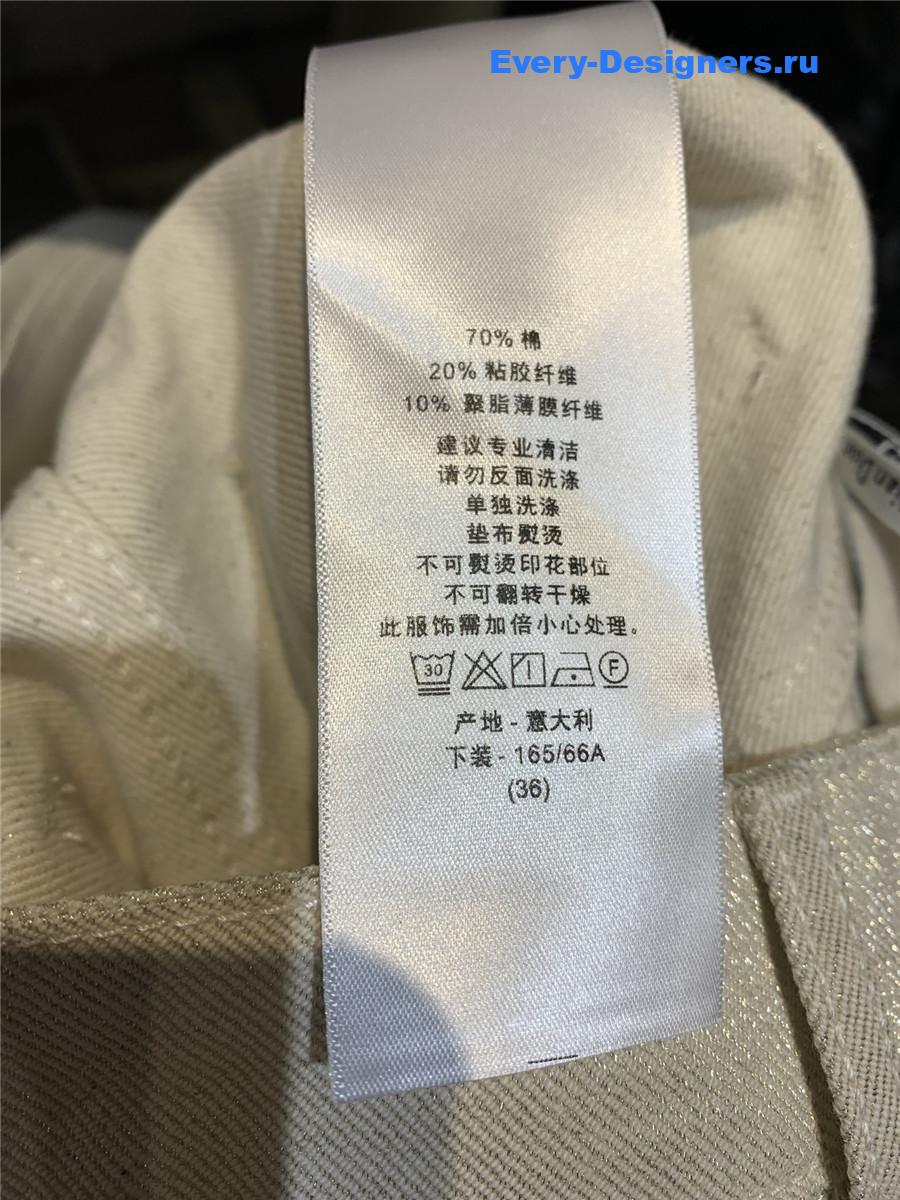 Every-Designers.ru
70% 棉
20% 粘胶纤维
10% 聚脂薄膜纤维
建议专业清洁
请勿反面洗涤
单独洗涤
垫布熨烫
不可熨烫印花部位
不可翻转干燥
此服饰需加倍小心处理。
30
F
产地 - 意大利
下装 - 165/66A
(36)